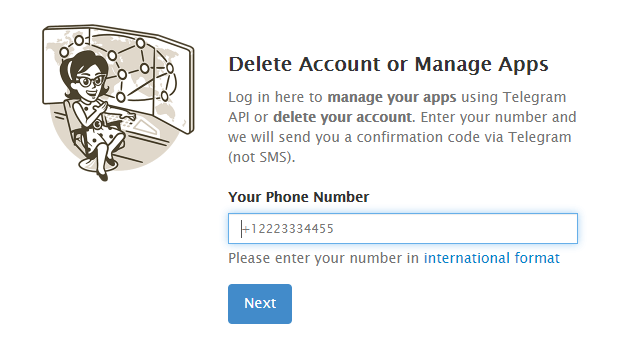 Delete Account or Manage Apps
Log in here to manage your apps using Telegram
API or delete your account. Enter your number and
we will send you a confirmation code via Telegram
(not SMS).
Your Phone Number
+12223334455
Please enter your number in international format
Next